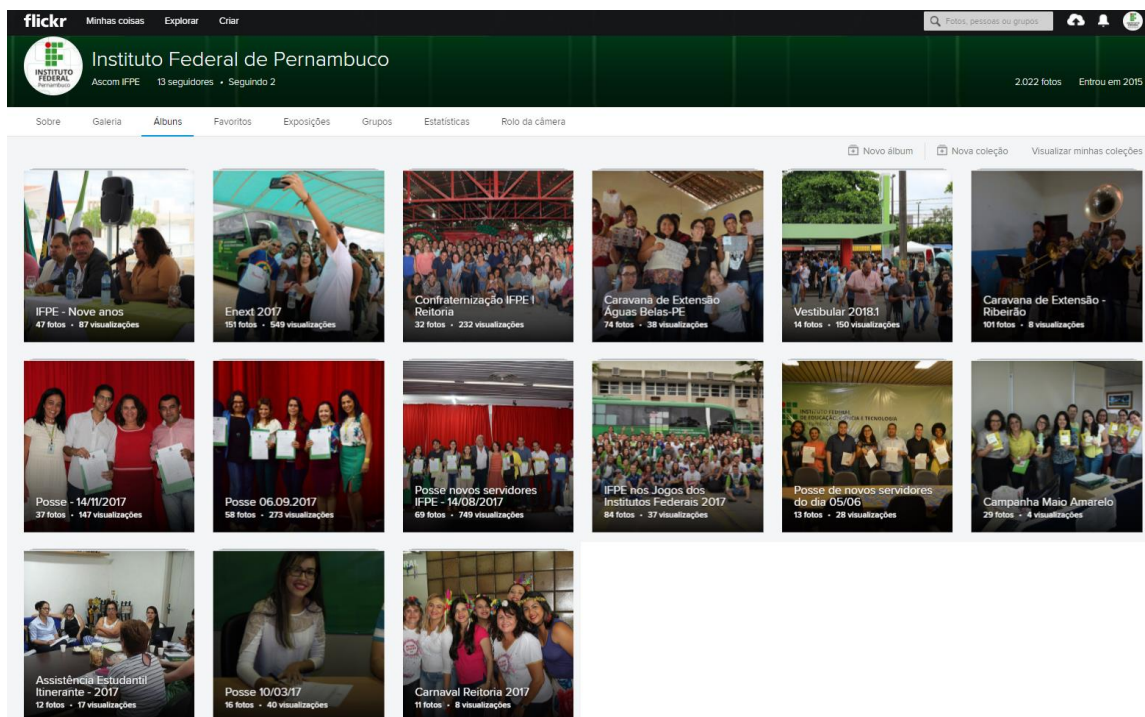 flickr Minhas coisas Explorar Criar Fotos, pessoas ou grupos
INSTITUTO
FEDERAL
Pernambuco
Instituto Federal de Pernambuco
Ascom IFPE 13 seguidores • Seguindo 2 2.022 fotos Entrou em 2015
Sobre Galeria Álbuns Favoritos Exposições Grupos Estatísticas Rolo da câmera
Novo álbum Nova coleção Visualizar minhas coleções
IFPE - Nove anos
47 fotos • 87 visualizações
Enext 2017
151 fotos • 549 visualizações
Confraternização IFPE |
Reitoria
32 fotos • 232 visualizações
Caravana de Extensão
Águas Belas-PE
74 fotos • 38 visualizações
Vestibular 2018.1
14 fotos • 150 visualizações
Caravana de Extensão -
Ribeirão
101 fotos • 8 visualizações
Posse - 14/11/2017
37 fotos • 147 visualizações
Posse 06.09.2017
58 fotos • 273 visualizações
Posse novos servidores
IFPE - 14/08/2017
69 fotos • 749 visualizações
IFPE nos Jogos dos
Institutos Federais 2017
84 fotos • 37 visualizações
INSTITUTO FEDERAL
DE EDUCAÇÃO, CIÊNCIA E TECNOLOGIA
Posse de novos servidores
do dia 05/06
13 fotos • 28 visualizações
Campanha Maio Amarelo
29 fotos • 4 visualizações
Assistência Estudantil
Itinerante - 2017
12 fotos • 17 visualizações
Posse 10/03/17
16 fotos • 40 visualizações
Carnaval Reitoria 2017
11 fotos • 8 visualizações